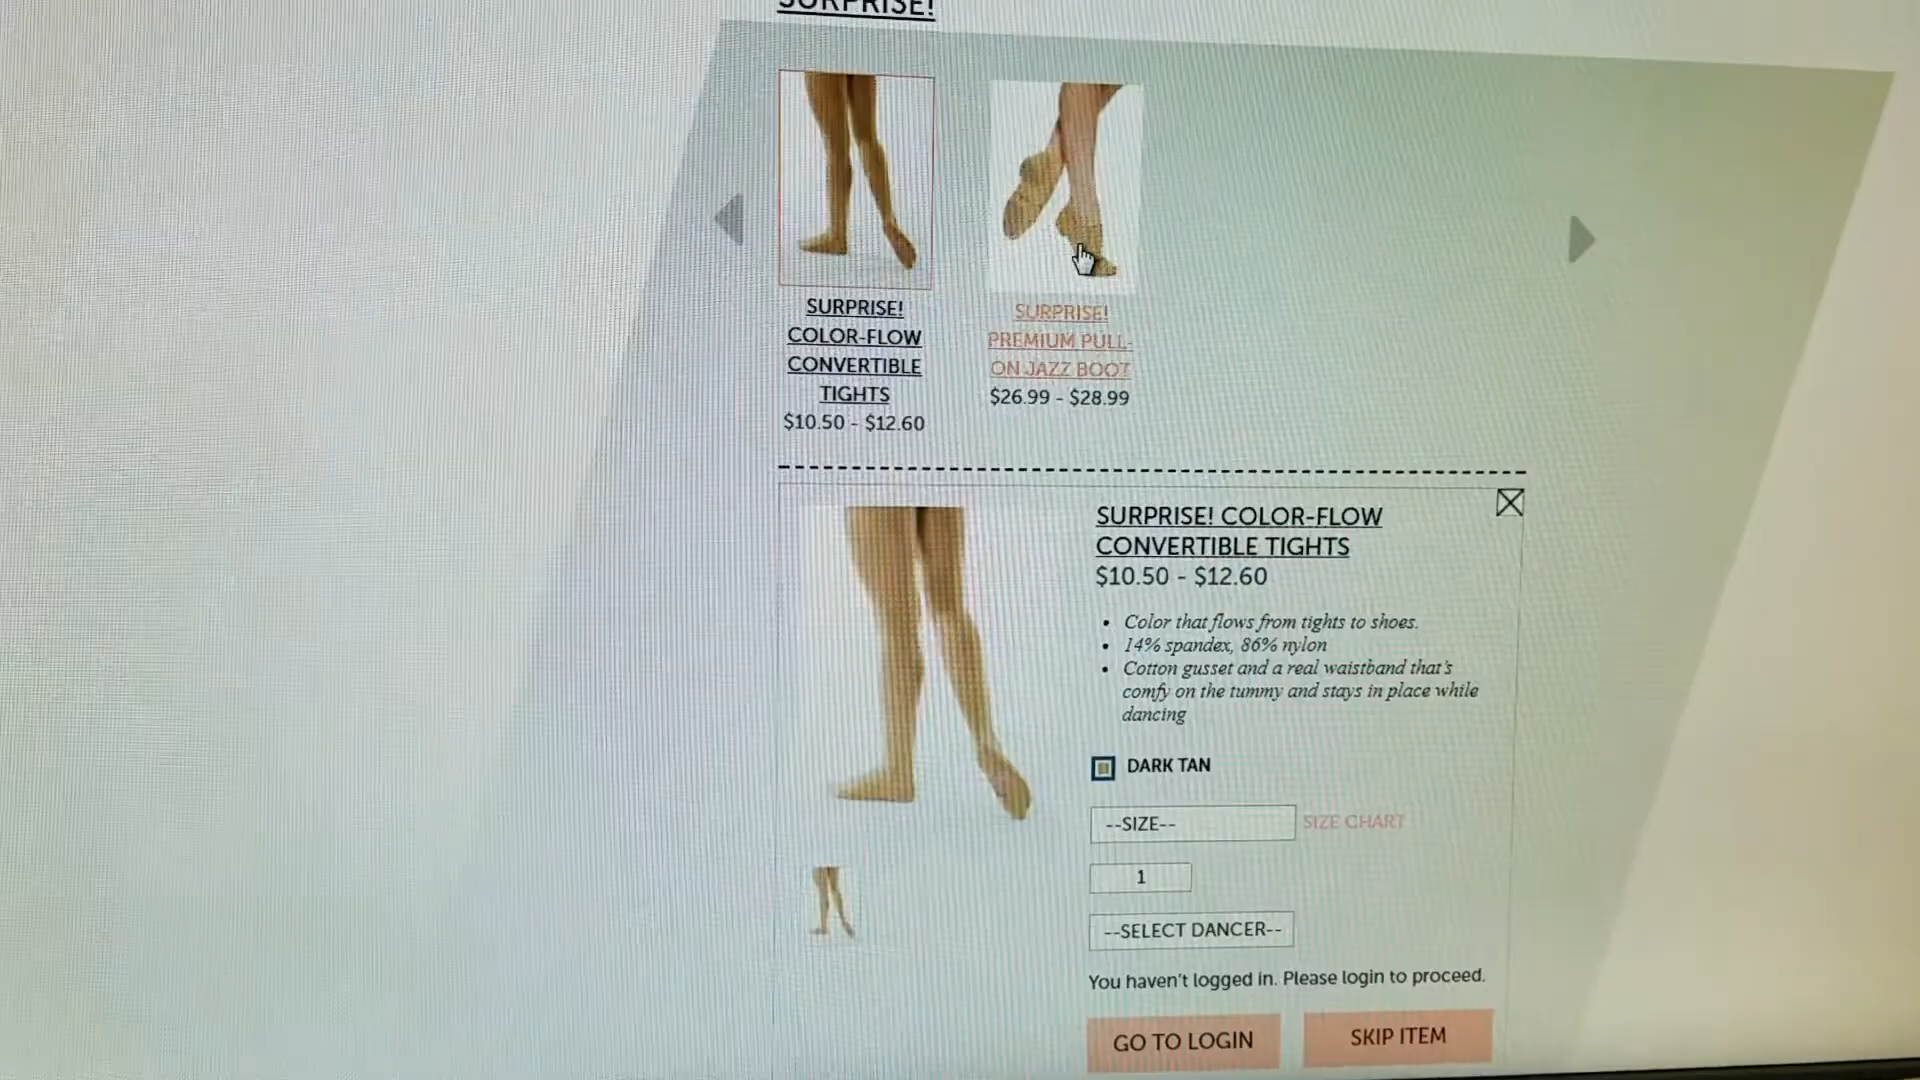 SURPRISE!
SURPRISE!
COLOR-FLOW
CONVERTIBLE
TIGHTS
$10.50 - $12.60
SURPRISE!
PREMIUM PULL-
ON JAZZ BOOT
$26.99 - $28.99
SURPRISE! COLOR-FLOW
CONVERTIBLE TIGHTS
$10.50 - $12.60
• Color that flows from tights to shoes.
• 14% spandex, 86% nylon
• Cotton gusset and a real waistband that's
comfy on the tummy and stays in place while
dancing
DARK TAN
--SIZE-- SIZE CHART
1
--SELECT DANCER--
You haven't logged in. Please login to proceed.
GO TO LOGIN SKIP ITEM